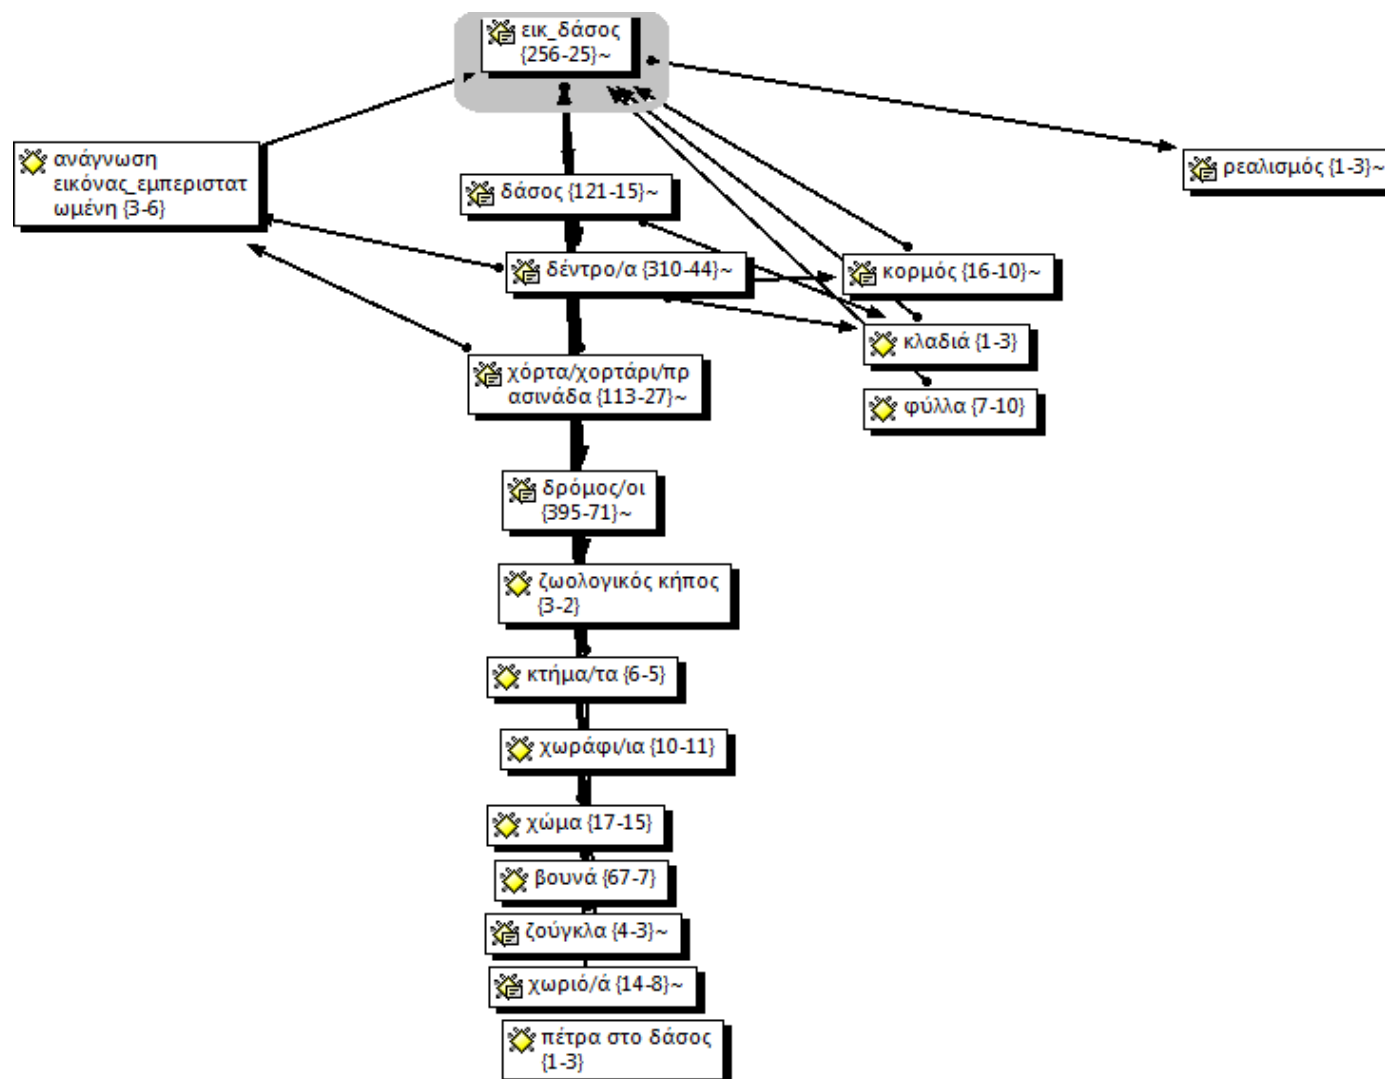 εικ_δάσος
{256-25}~
ανάγνωση
εικόνας_εμπεριστατ
ωμένη {3-6}
ρεαλισμός {1-3}~
δάσος {121-15}~
δέντρο/α {310-44}~
κορμός {16-10}~
κλαδιά {1-3}
χόρτα/χορτάρι/πρ
ασινάδα {113-27}~
φύλλα {7-10}
δρόμος/οι
{395-71}~
ζωολογικός κήπος
{3-2}
κτήμα/τα {6-5}
χωράφι/ια {10-11}
χώμα {17-15}
βουνά {67-7}
ζούγκλα {4-3}~
χωριό/ά {14-8}~
πέτρα στο δάσος
{1-3}